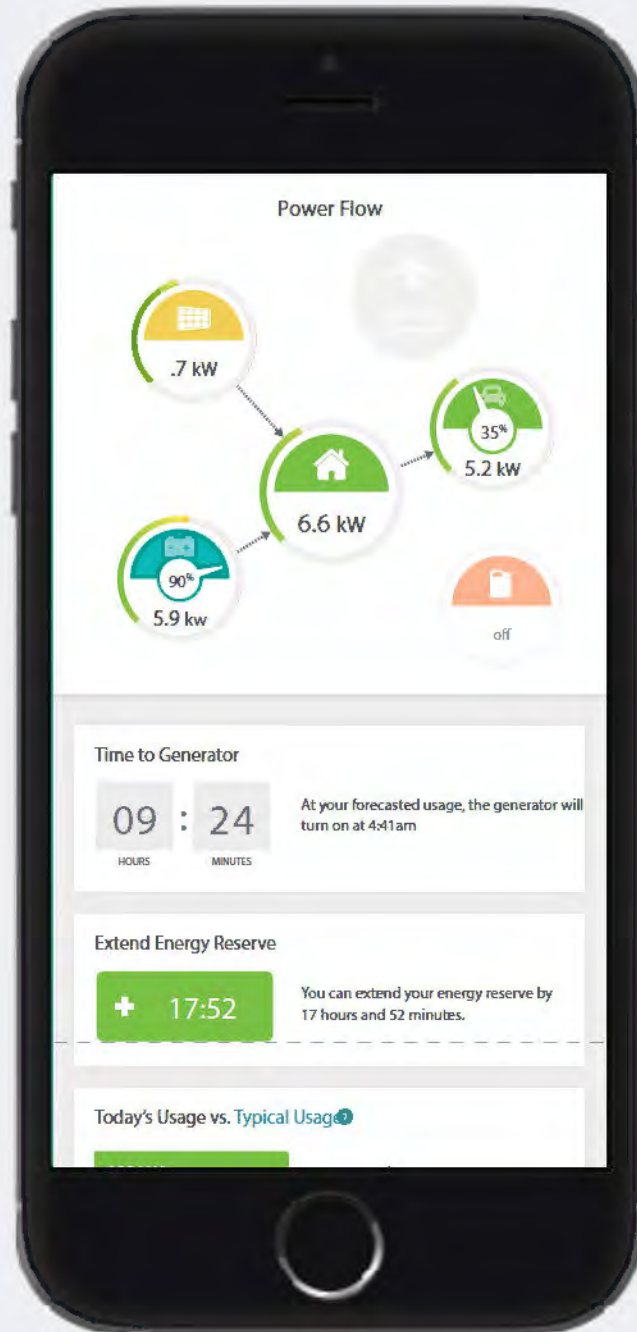 Power Flow
.7 kW
35%
5.2 kW
6.6 kW
90%
5.9 kw
off
Time to Generator
09 : 24
HOURS MINUTES
At your forecasted usage, the generator will
turn on at 4:41am
Extend Energy Reserve
+ 17:52
You can extend your energy reserve by
17 hours and 52 minutes.
Today's Usage vs. Typical Usage